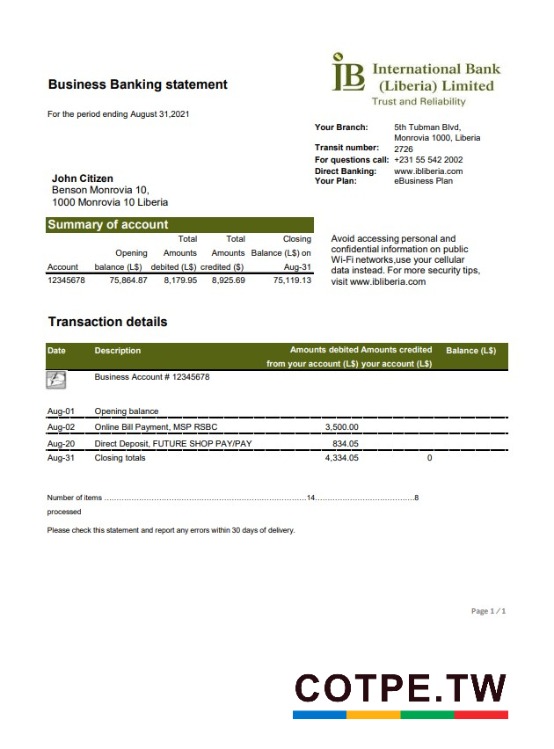 iB International Bank
(Liberia) Limited
Trust and Reliability
Business Banking statement
For the period ending August 31,2021
Your Branch: 5th Tubman Blvd,
Monrovia 1000, Liberia
Transit number: 2726
For questions call: +231 55 542 2002
Direct Banking: www.ibliberia.com
Your Plan: eBusiness Plan
John Citizen
Benson Monrovia 10,
1000 Monrovia 10 Liberia
Summary of account
Total Total Closing
Opening Amounts Amounts Balance (L$) on
Account balance (L$) debited (L$) credited ($) Aug-31
12345678 75,864.87 8,179.95 8,925.69 75,119.13
Avoid accessing personal and
confidential information on public
Wi-Fi networks,use your cellular
data instead. For more security tips,
visit www.ibliberia.com
Transaction details
Date Description Amounts debited Amounts credited Balance (L$)
from your account (L$) your account (L$)
Business Account # 12345678
Aug-01 Opening balance
Aug-02 Online Bill Payment, MSP RSBC 3,500.00
Aug-20 Direct Deposit, FUTURE SHOP PAY/PAY 834.05
Aug-31 Closing totals 4,334.05 0
Number of items ..................................................................................14........................................8
processed
Please check this statement and report any errors within 30 days of delivery.
Page 1 / 1
COTPE.TW